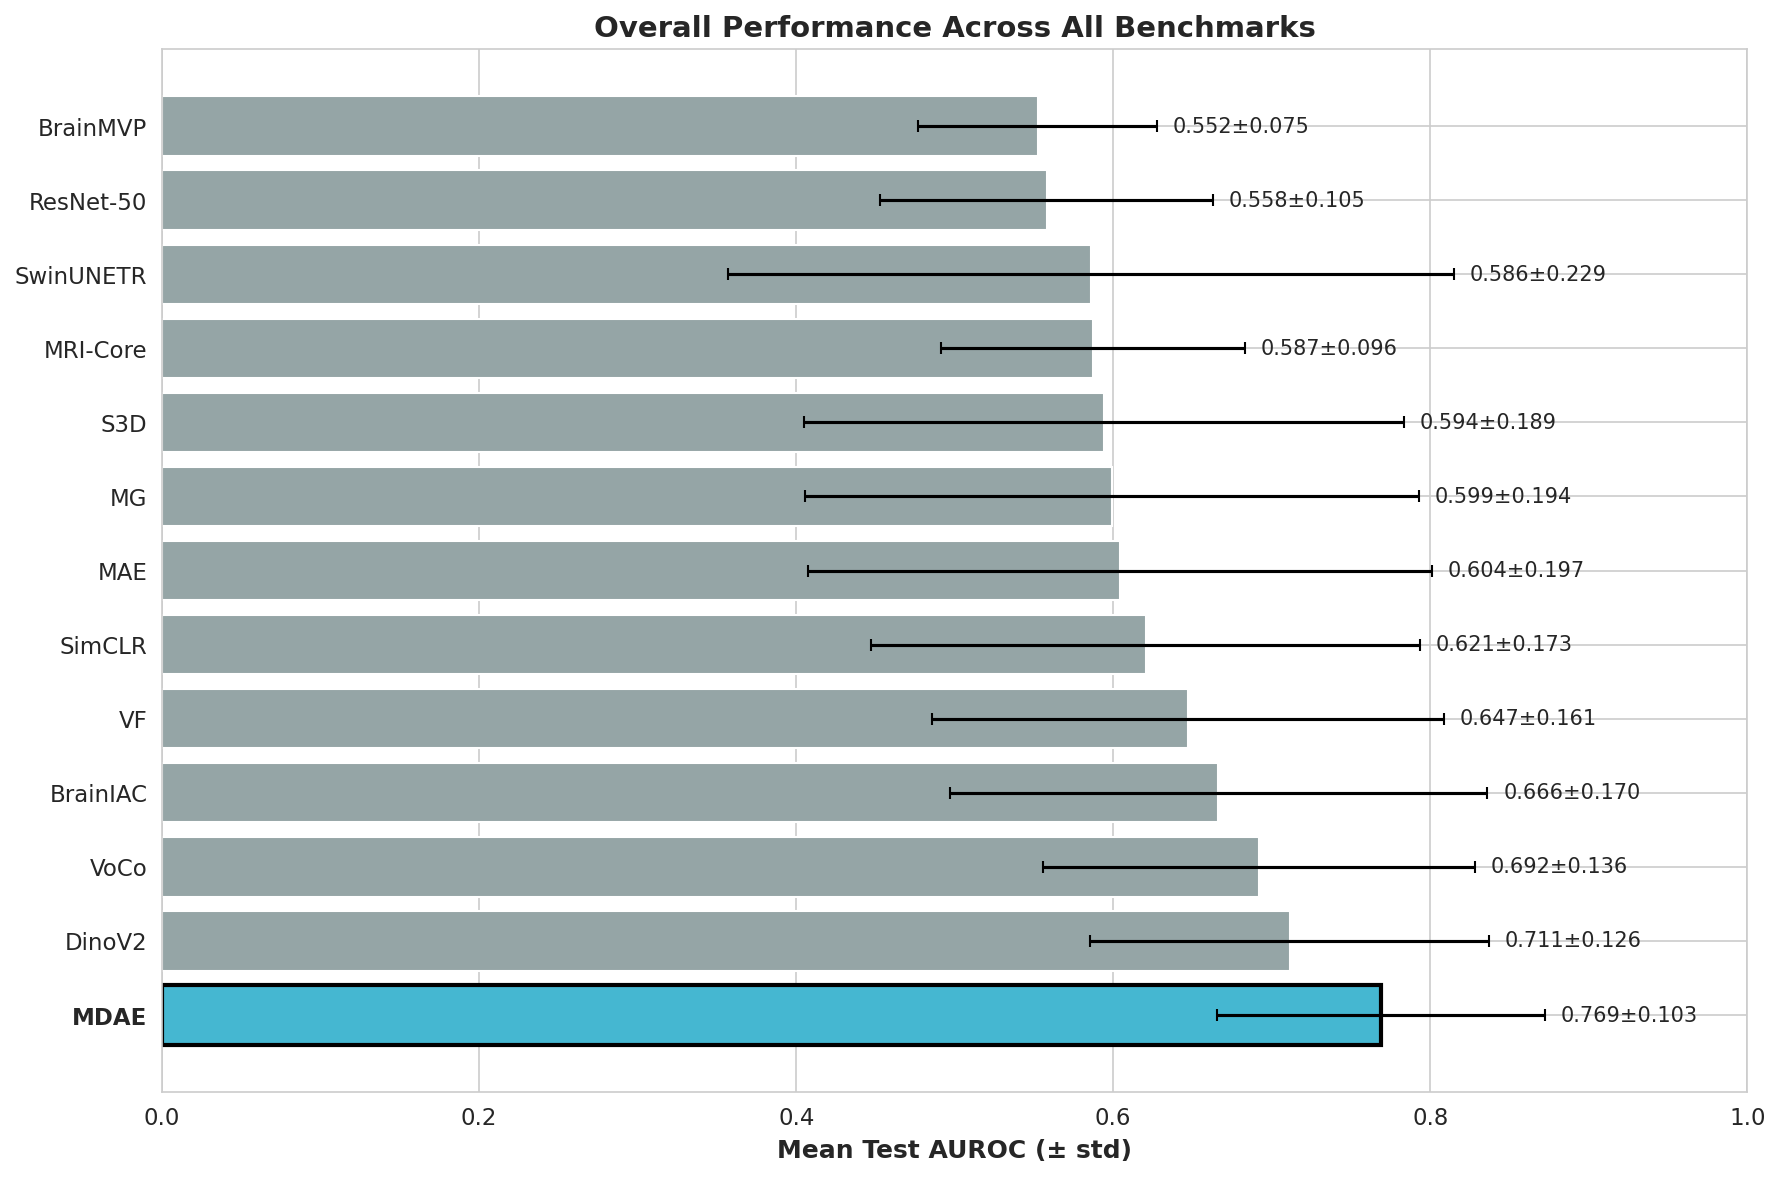 Overall Performance Across All Benchmarks
BrainMVP 0.552±0.075
ResNet-50 0.558±0.105
SwinUNETR 0.586±0.229
MRI-Core 0.587±0.096
S3D 0.594±0.189
MG 0.599±0.194
MAE 0.604±0.197
SimCLR 0.621±0.173
VF 0.647±0.161
BrainIAC 0.666±0.170
VoCo 0.692±0.136
DinoV2 0.711±0.126
MDAE 0.769±0.103
0.0 0.2 0.4 0.6 0.8 1.0
Mean Test AUROC (± std)